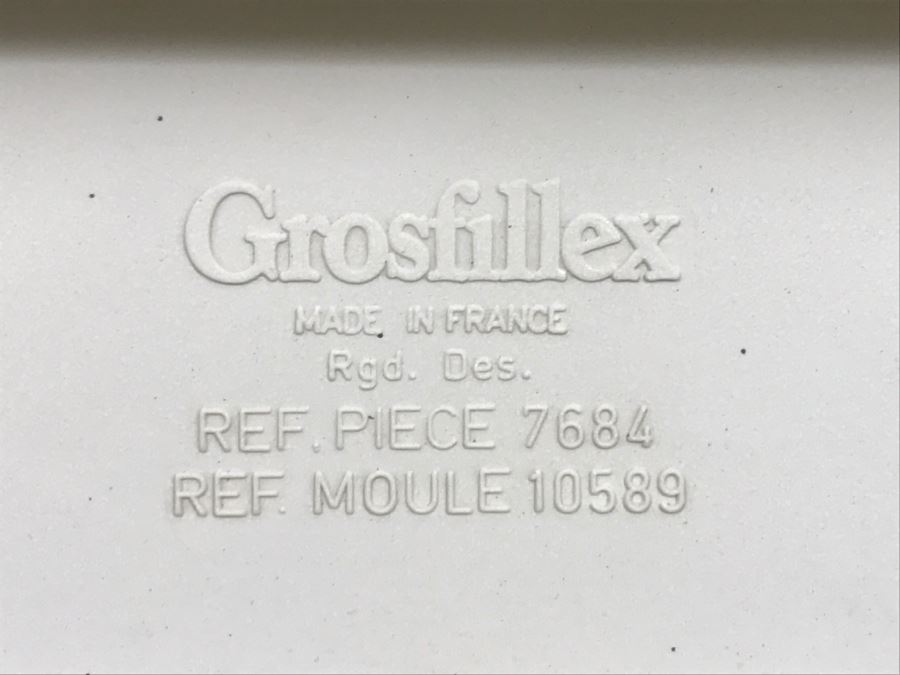 Grosfillex
MADE IN FRANCE
Rgd. Des.
REF. PIECE 7684
REF. MOULE 10589